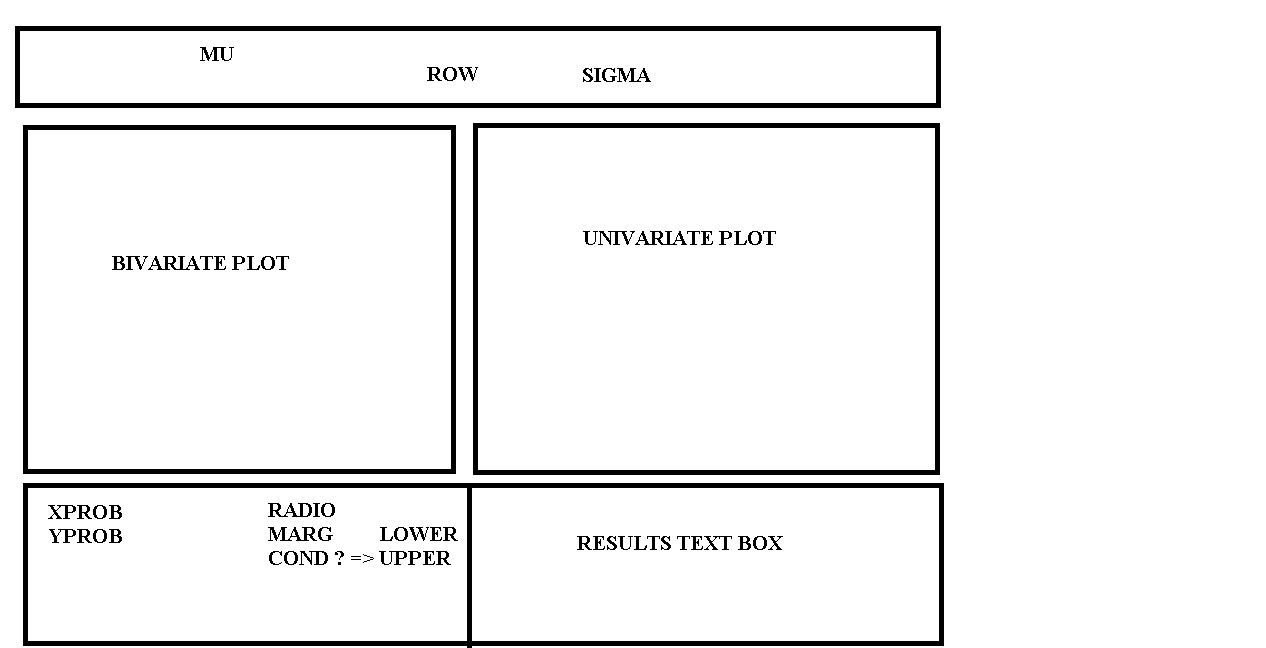 MU
ROW SIGMA
BIVARIATE PLOT
UNIVARIATE PLOT
XPROB
YPROB
RADIO
MARG LOWER
COND ? => UPPER
RESULTS TEXT BOX